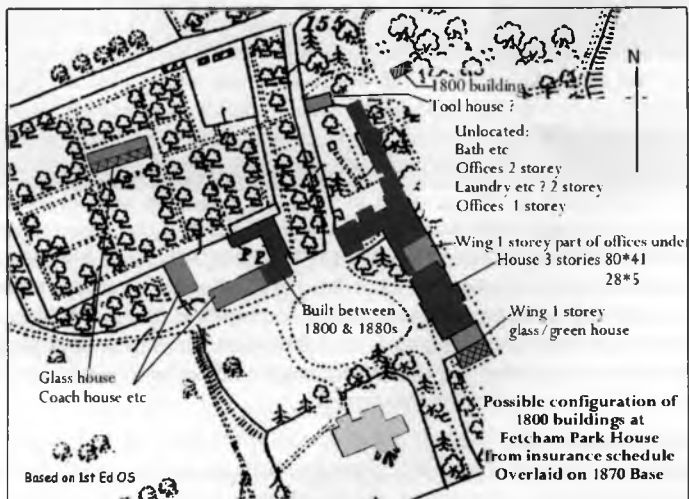 154
N
1800 building
Tool house ?
Unlocated:
Bath etc
Offices 2 storey
Laundry etc ? 2 storey
Offices 1 storey
Wing 1 storey part of offices under
House 3 stories 80*41
28*5
Wing 1 storey
glass/green house
P P
Built between
1800 & 1880s
Glass house
Coach house etc
Possible configuration of
1800 buildings at
Fetcham Park House
from insurance schedule
Overlaid on 1870 Base
Based on 1st Ed OS